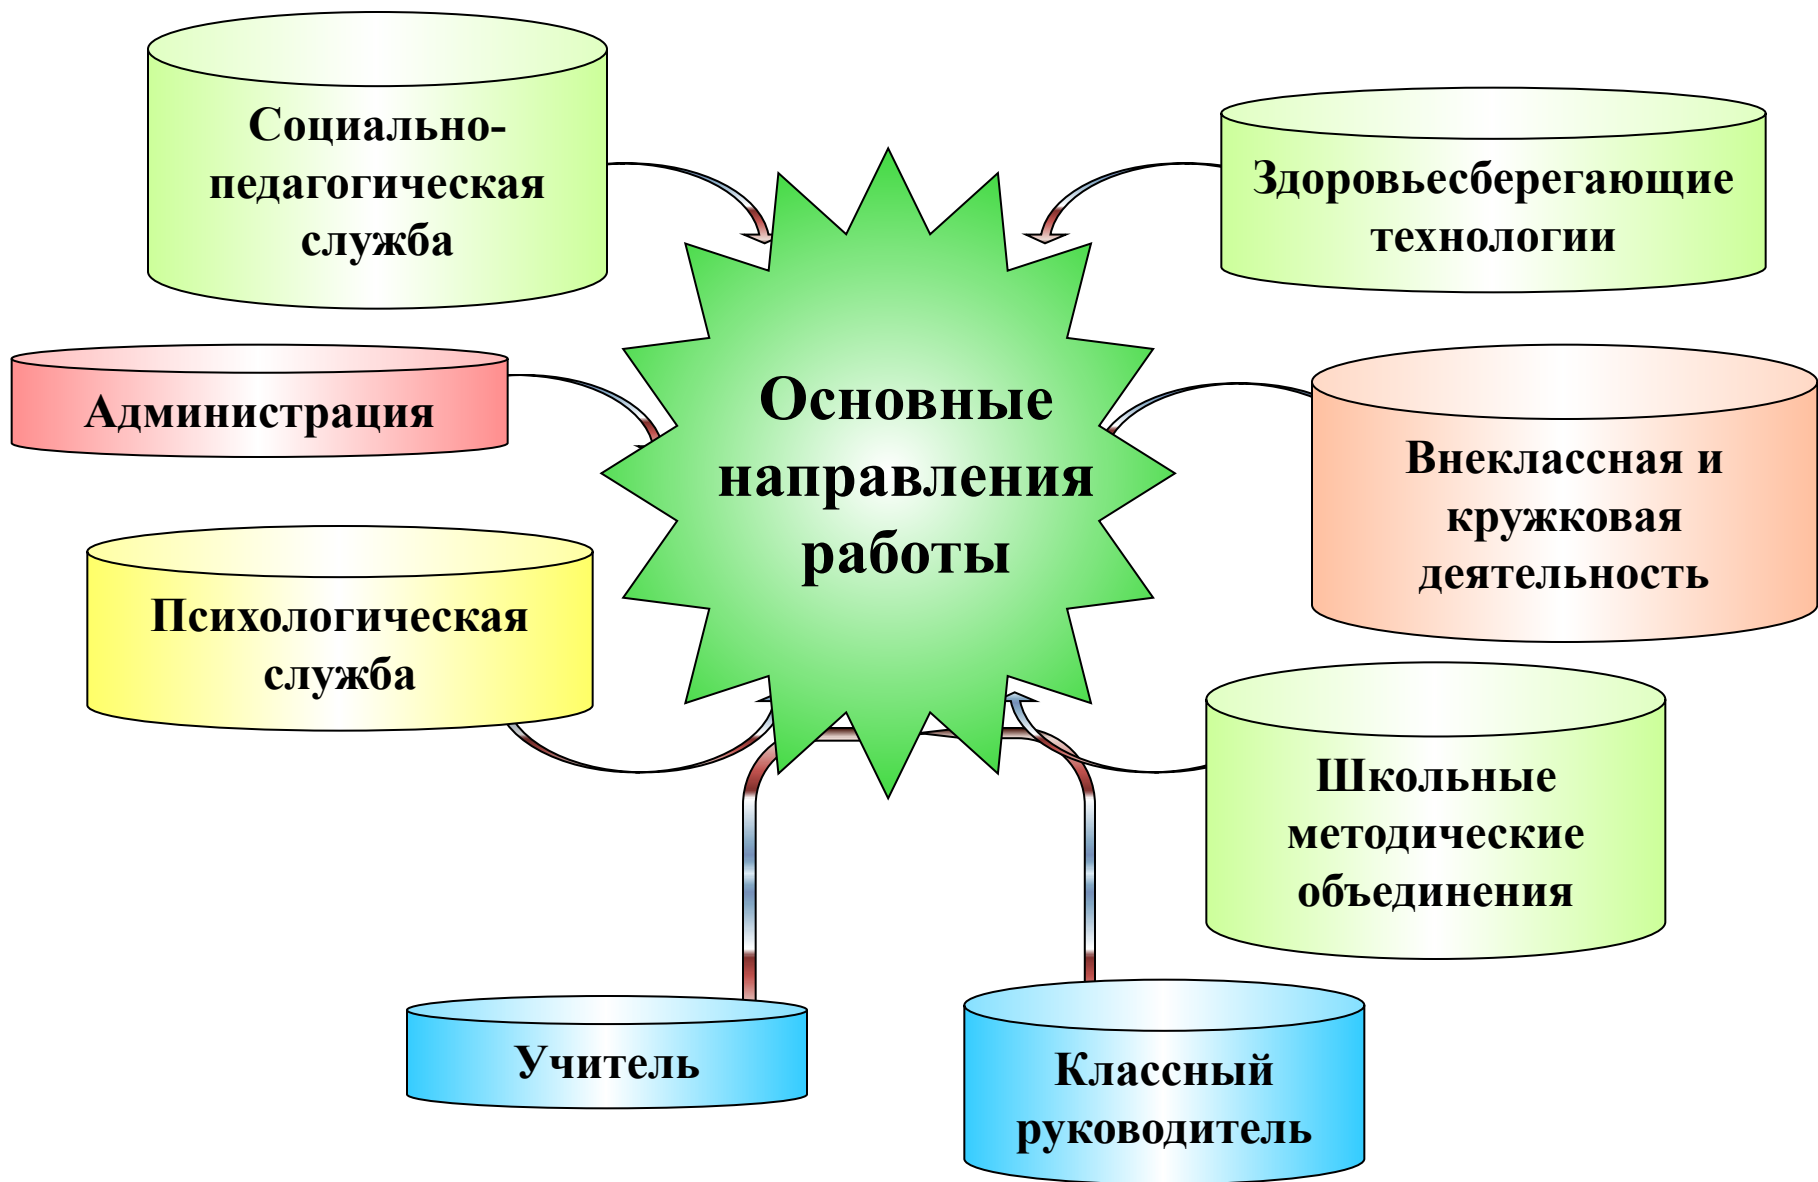 Социально-
педагогическая
служба
Здоровьесберегающие
технологии
Администрация
Основные
направления
работы
Внеклассная и
кружковая
деятельность
Психологическая
служба
Школьные
методические
объединения
Учитель
Классный
руководитель